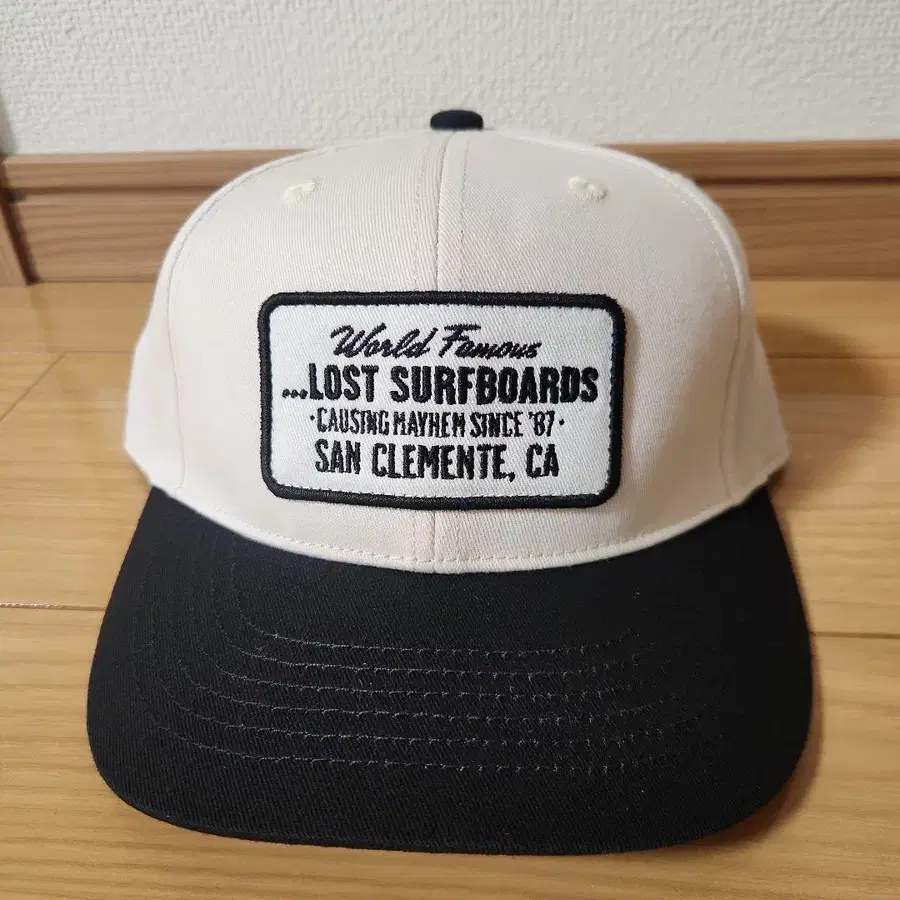 World Famous
...LOST SURFBOARDS
·CAUSING MAYHEM SINCE '87·
SAN CLEMENTE, CA